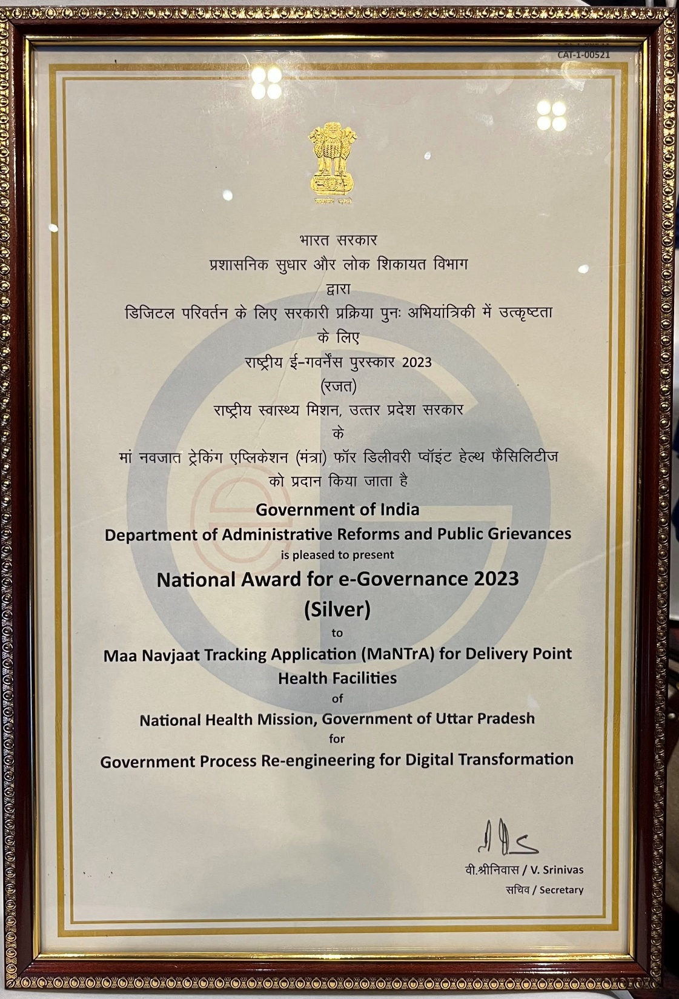 CAT-1-00521
सत्यमेव जयते
भारत सरकार
प्रशासनिक सुधार और लोक शिकायत विभाग
द्वारा
डिजिटल परिवर्तन के लिए सरकारी प्रक्रिया पुनः अभियांत्रिकी में उत्कृष्टता
के लिए
राष्ट्रीय ई-गवर्नेंस पुरस्कार 2023
(रजत)
राष्ट्रीय स्वास्थ्य मिशन, उत्तर प्रदेश सरकार
के
मां नवजात ट्रेकिंग एप्लिकेशन (मंत्रा) फॉर डिलीवरी प्वॉइंट हेल्थ फैसिलिटीज
को प्रदान किया जाता है
Government of India
Department of Administrative Reforms and Public Grievances
is pleased to present
National Award for e-Governance 2023
(Silver)
to
Maa Navjaat Tracking Application (MaNTrA) for Delivery Point
Health Facilities
of
National Health Mission, Government of Uttar Pradesh
for
Government Process Re-engineering for Digital Transformation
वी.श्रीनिवास / V. Srinivas
सचिव / Secretary